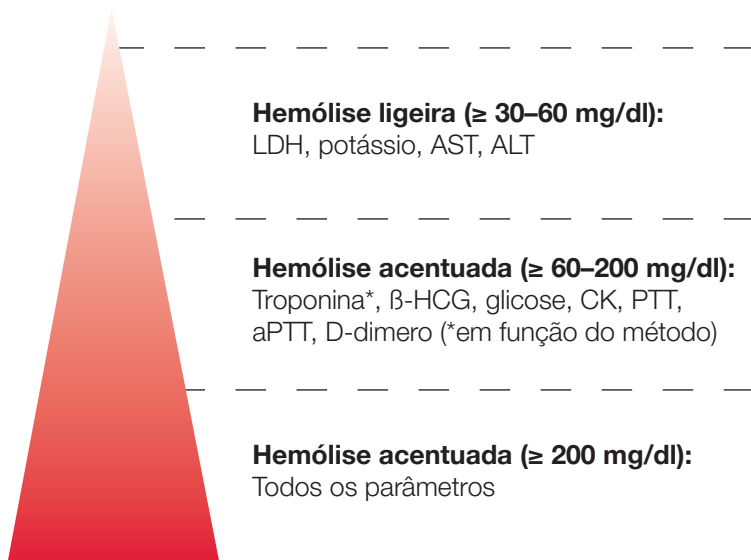 Hemólise ligeira (≥ 30–60 mg/dl):
LDH, potássio, AST, ALT
Hemólise acentuada (≥ 60–200 mg/dl):
Troponina*, ß-HCG, glicose, CK, PTT,
aPTT, D-dimero (*em função do método)
Hemólise acentuada (≥ 200 mg/dl):
Todos os parâmetros